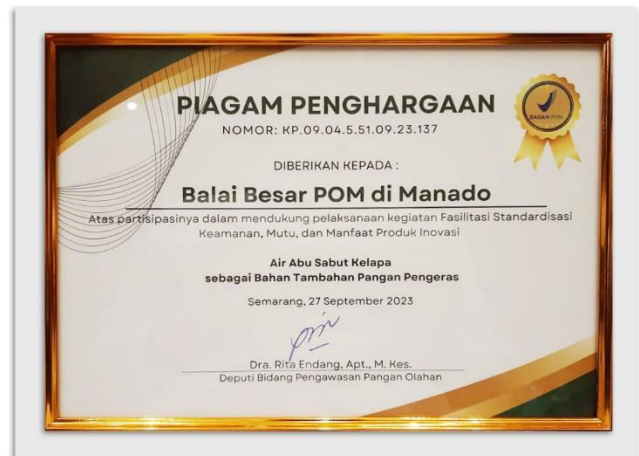 PIAGAM PENGHARGAAN
NOMOR: KP.09.04.5.51.09.23.137
BADAN POM
DIBERIKAN KEPADA :
Balai Besar POM di Manado
Atas partisipasinya dalam mendukung pelaksanaan kegiatan Fasilitasi Standardisasi
Keamanan, Mutu, dan Manfaat Produk Inovasi
Air Abu Sabut Kelapa
sebagai Bahan Tambahan Pangan Pengeras
Semarang, 27 September 2023
Dra. Rita Endang, Apt., M. Kes.
Deputi Bidang Pengawasan Pangan Olahan